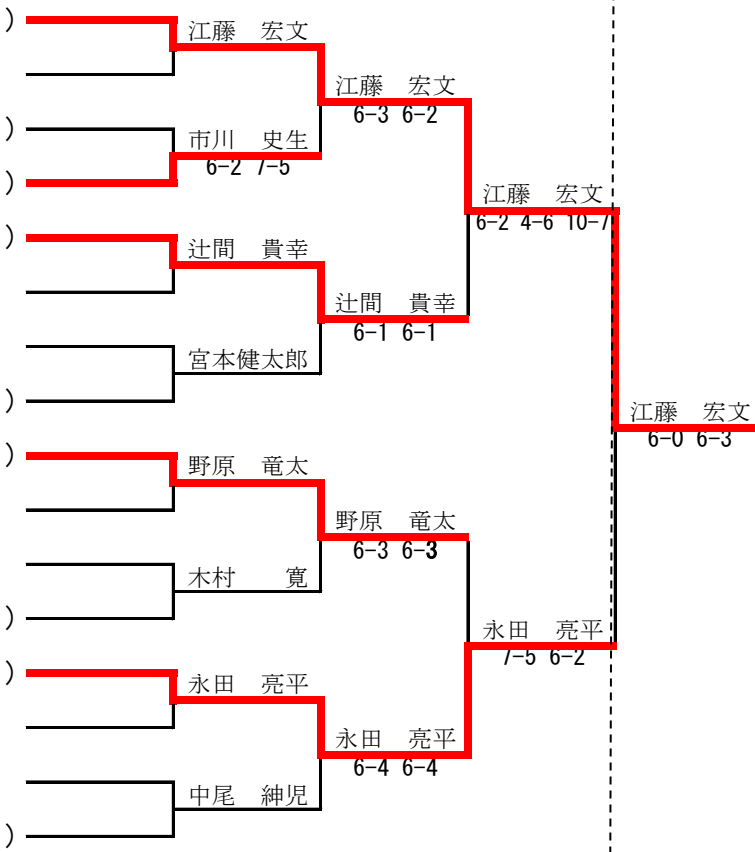 )
江藤　宏文
江藤　宏文
6-3 6-2
)
市川　史生
6-2 7-5
)
江藤　宏文
6-2 4-6 10-7
)
辻間　貴幸
辻間　貴幸
6-1 6-1
宮本健太郎
)
江藤　宏文
6-0 6-3
)
野原　竜太
野原　竜太
6-3 6-3
木村　　寛
)
永田　亮平
7-5 6-2
)
永田　亮平
永田　亮平
6-4 6-4
中尾　紳児
)